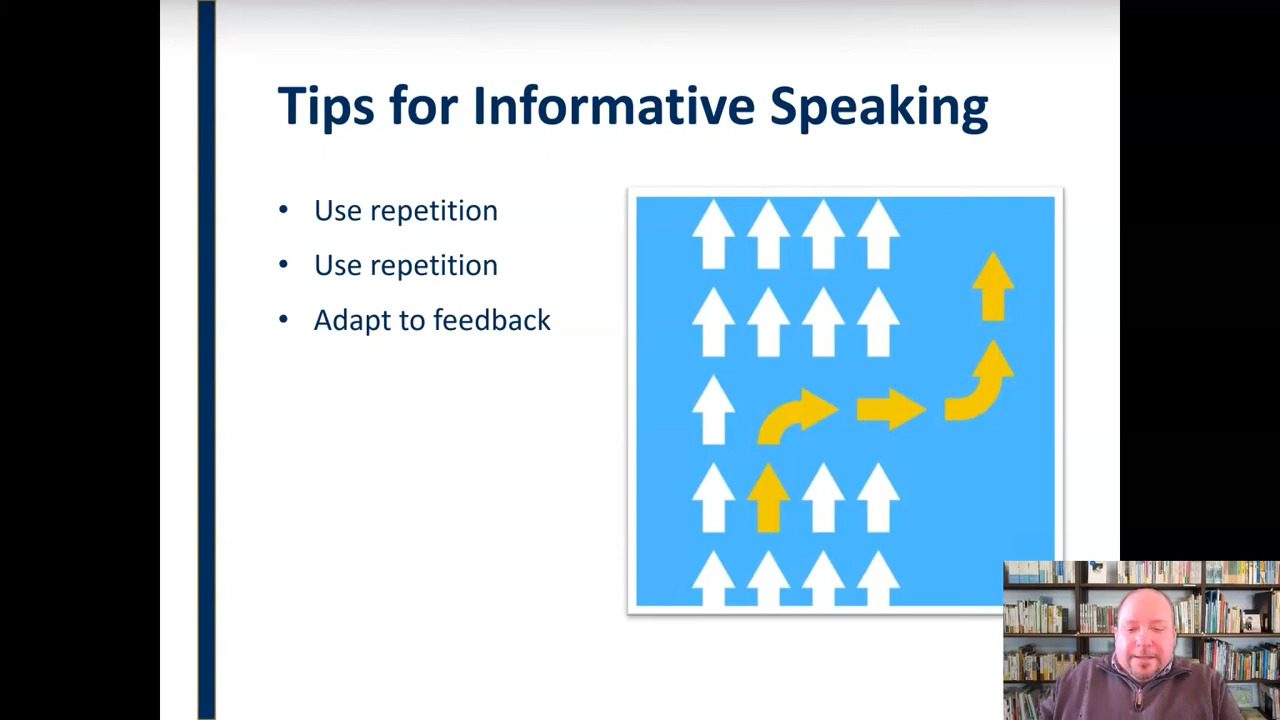 Tips for Informative Speaking
• Use repetition
• Use repetition
• Adapt to feedback